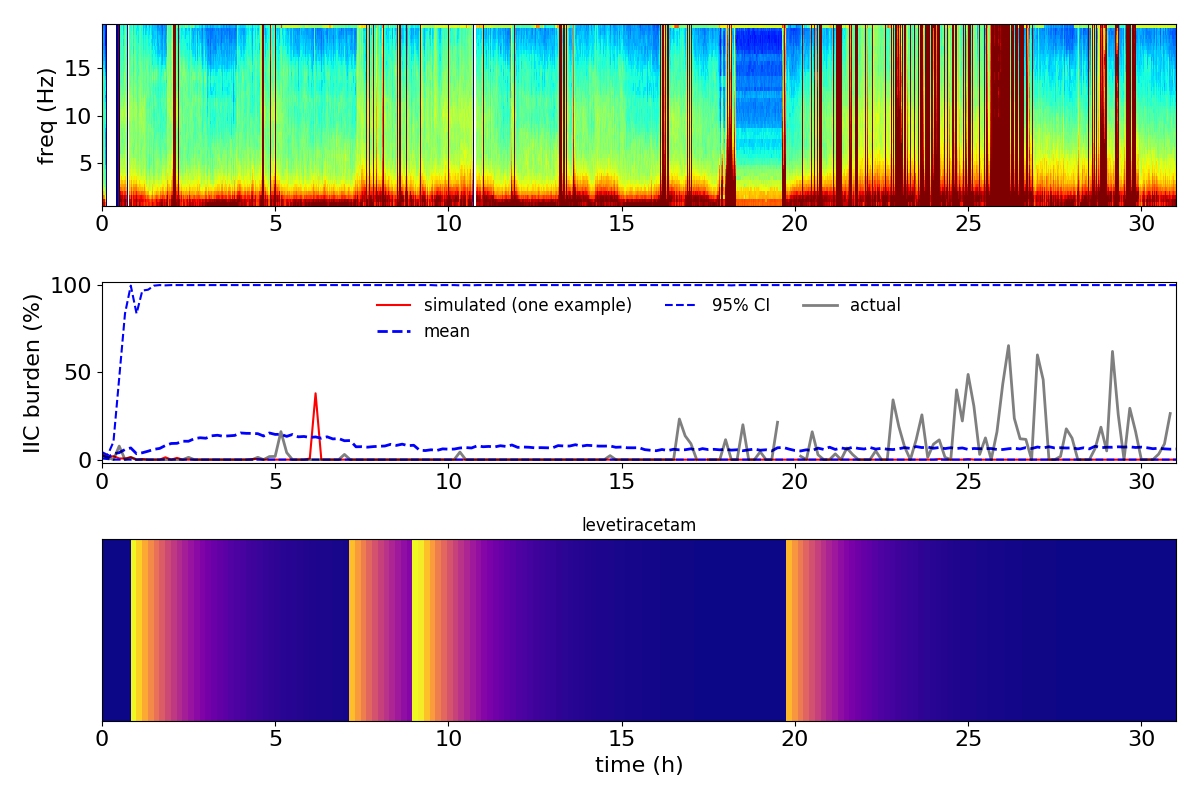 freq (Hz)
15
10
5
0 5 10 15 20 25 30
IIC burden (%)
100
50
0
simulated (one example) 95% CI actual
mean
0 5 10 15 20 25 30
levetiracetam
0 5 10 15 20 25 30
time (h)